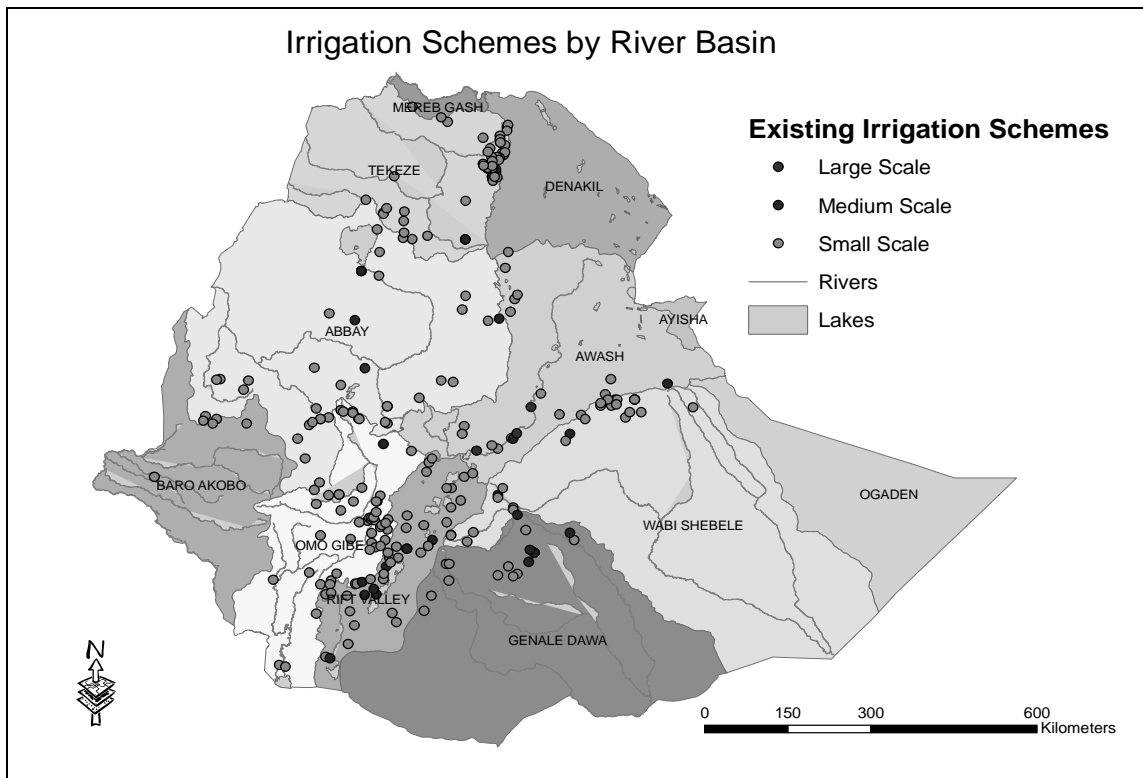 Irrigation Schemes by River Basin
MEREB GASH
TEKEZE
DENAKIL
Existing Irrigation Schemes
Large Scale
Medium Scale
Small Scale
Rivers
Lakes
ABBAY
AYISHA
AWASH
BARO AKOBO
OGADEN
WABI SHEBELE
OMO GIBE
RIFT VALLEY
GENALE DAWA
N
0 150 300 600
Kilometers